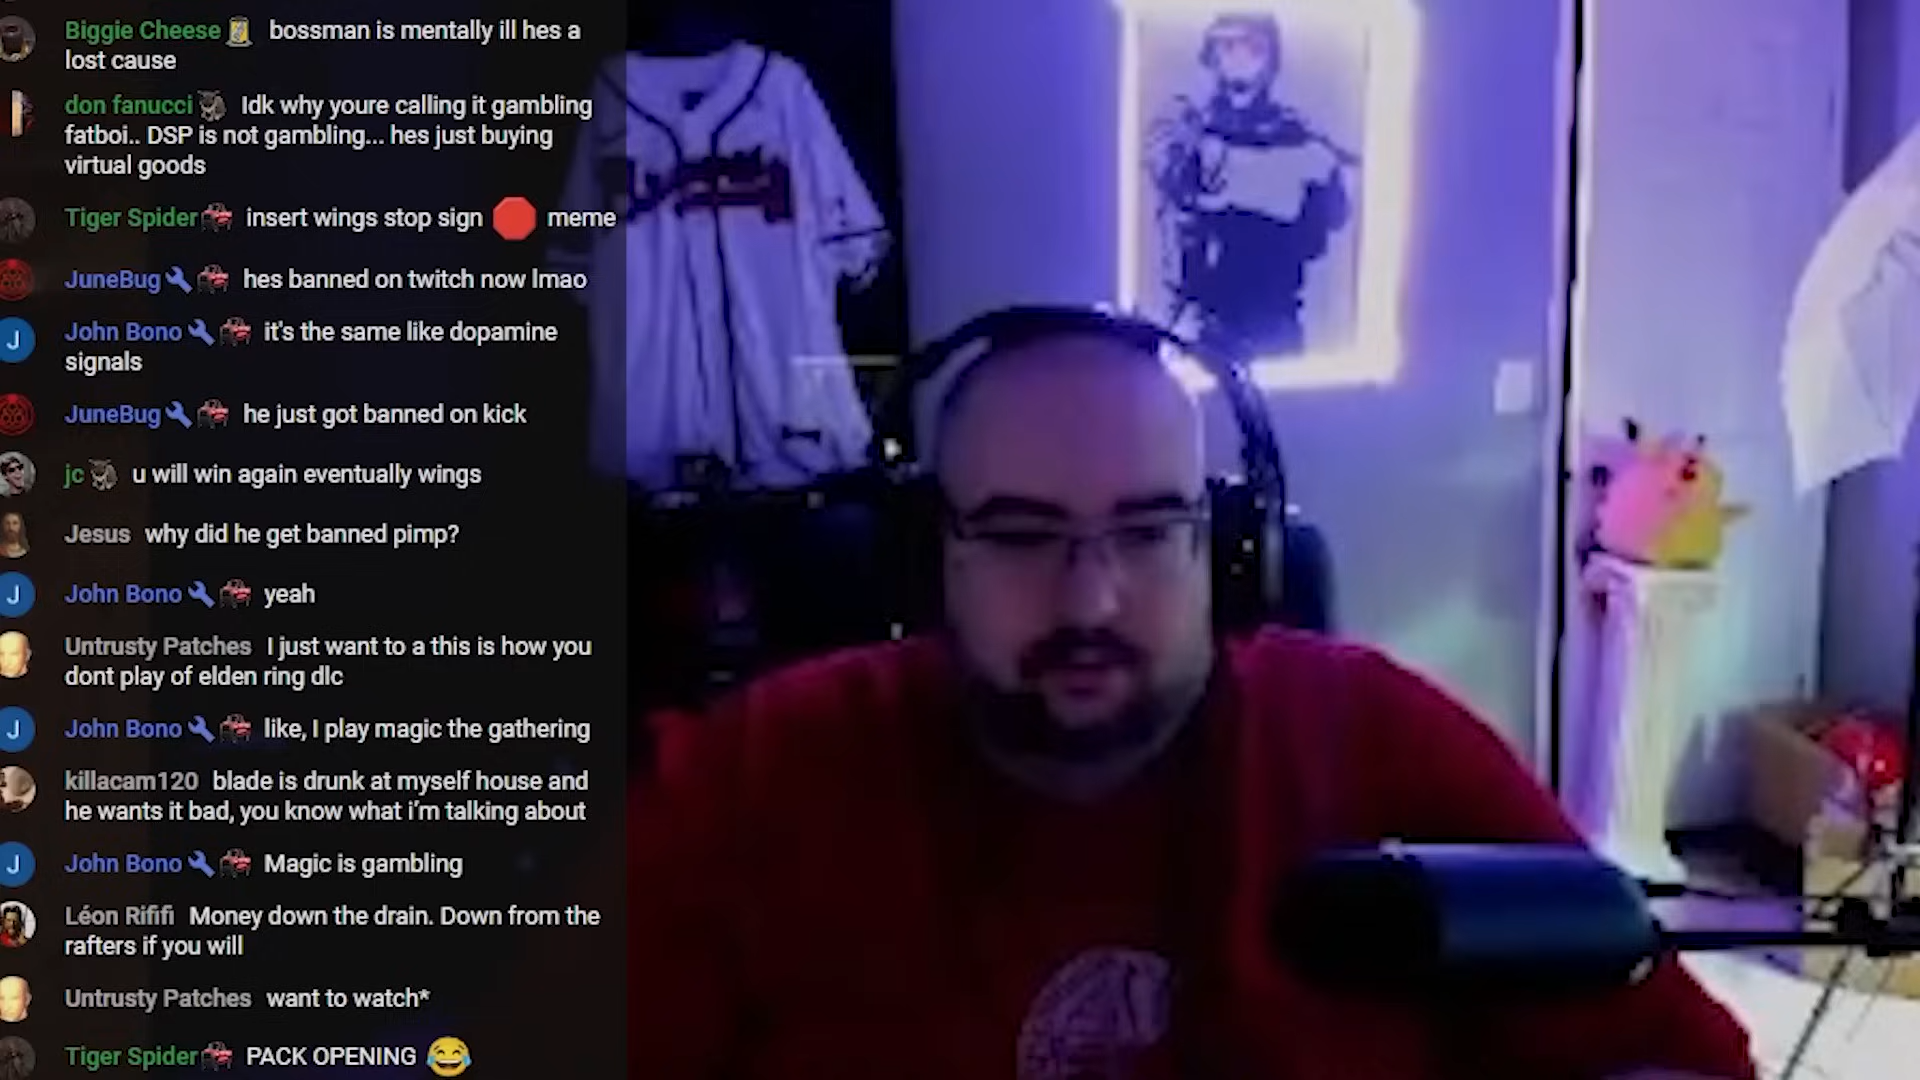 Biggie Cheese bossman is mentally ill hes a
lost cause
don fanucci Idk why youre calling it gambling
fatboi.. DSP is not gambling... hes just buying
virtual goods
Tiger Spider insert wings stop sign 🛑 meme
JuneBug hes banned on twitch now lmao
John Bono it's the same like dopamine
signals
JuneBug he just got banned on kick
jc u will win again eventually wings
Jesus why did he get banned pimp?
John Bono yeah
Untrusty Patches I just want to a this is how you
dont play of elden ring dlc
John Bono like, I play magic the gathering
killacam120 blade is drunk at myself house and
he wants it bad, you know what i'm talking about
John Bono Magic is gambling
Léon Rififi Money down the drain. Down from the
rafters if you will
Untrusty Patches want to watch*
Tiger Spider PACK OPENING 😂
J
J
J
J